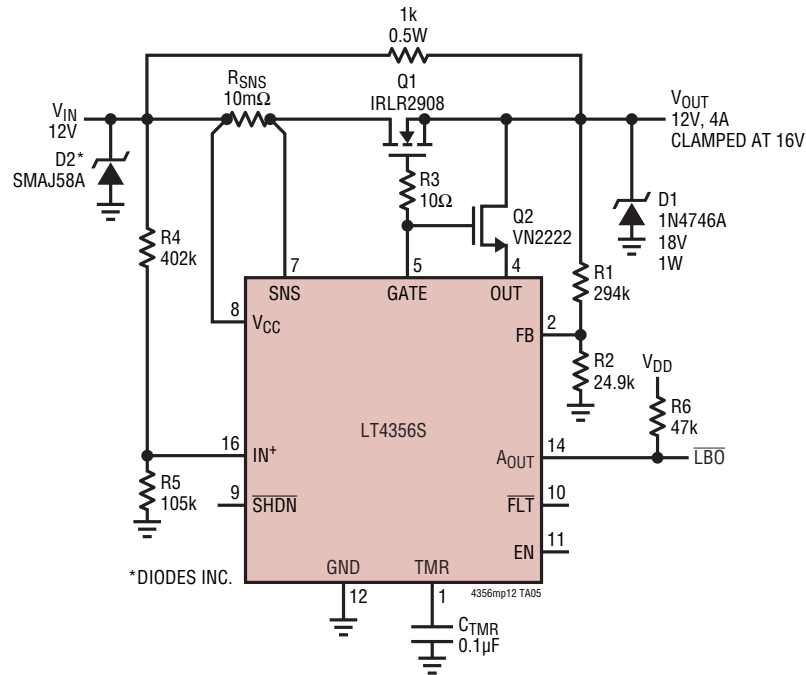 1k
0.5W
RSNS
10mΩ
Q1
IRLR2908
VIN
12V
VOUT
12V, 4A
CLAMPED AT 16V
D2*
SMAJ58A
R3
10Ω
Q2
VN2222
D1
1N4746A
18V
1W
R4
402k
7
5
4
R1
294k
SNS
GATE
OUT
8
VCC
2
FB
R2
24.9k
VDD
R6
47k
LT4356S
16
IN+
14
AOUT
LBO
R5
105k
9
SHDN
10
FLT
11
EN
*DIODES INC.
GND
TMR
12
1
4356mp12 TA05
CTMR
0.1µF